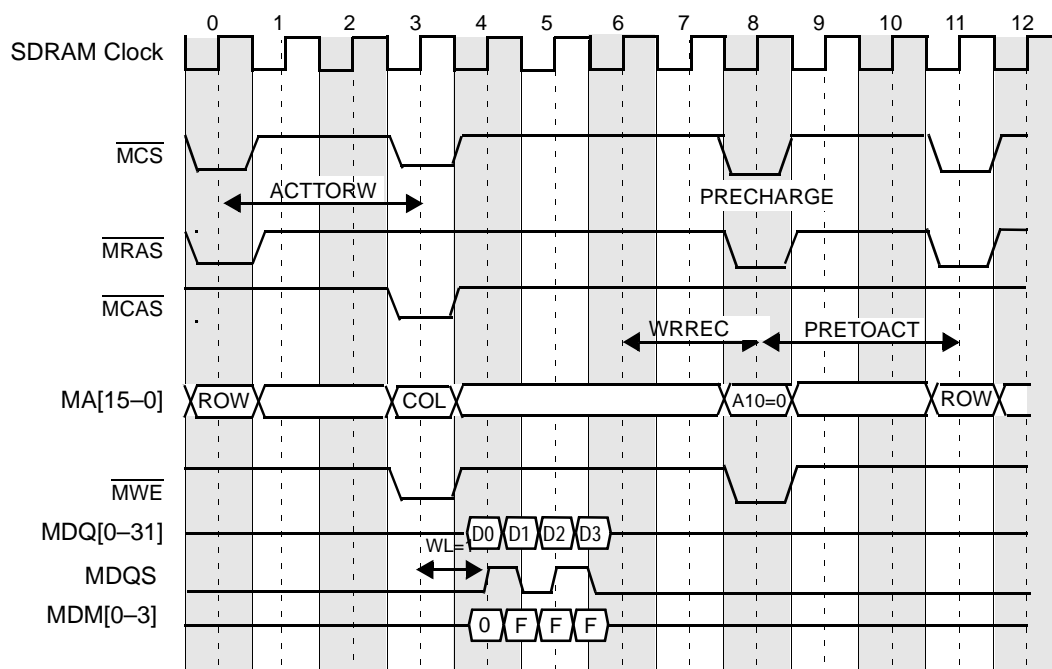 0 1 2 3 4 5 6 7 8 9 10 11 12
SDRAM Clock
MCS
ACTTORW
PRECHARGE
MRAS
MCAS
WRREC PRETOACT
MA[15–0] ROW COL A10=0 ROW
MWE
MDQ[0–31] D0 D1 D2 D3
WL=1
MDQS
MDM[0–3] 0 F F F